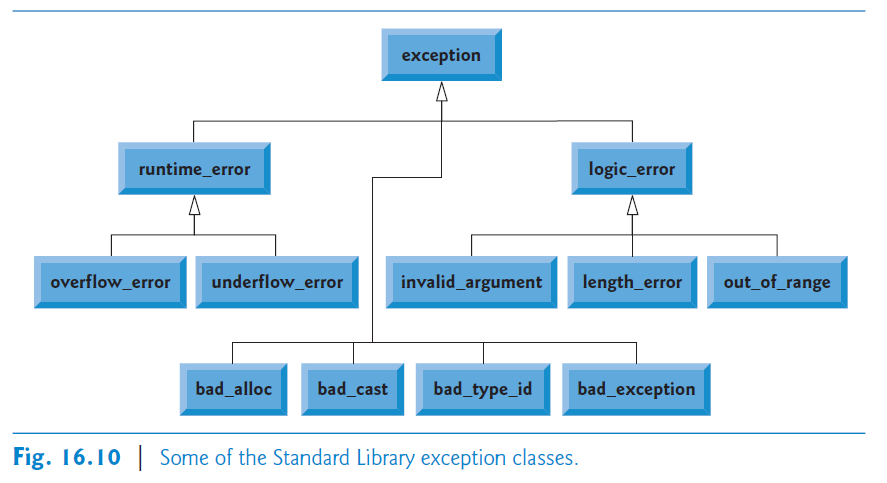 exception
runtime_error
logic_error
overflow_error
underflow_error
invalid_argument
length_error
out_of_range
bad_alloc
bad_cast
bad_type_id
bad_exception
Fig. 16.10 | Some of the Standard Library exception classes.